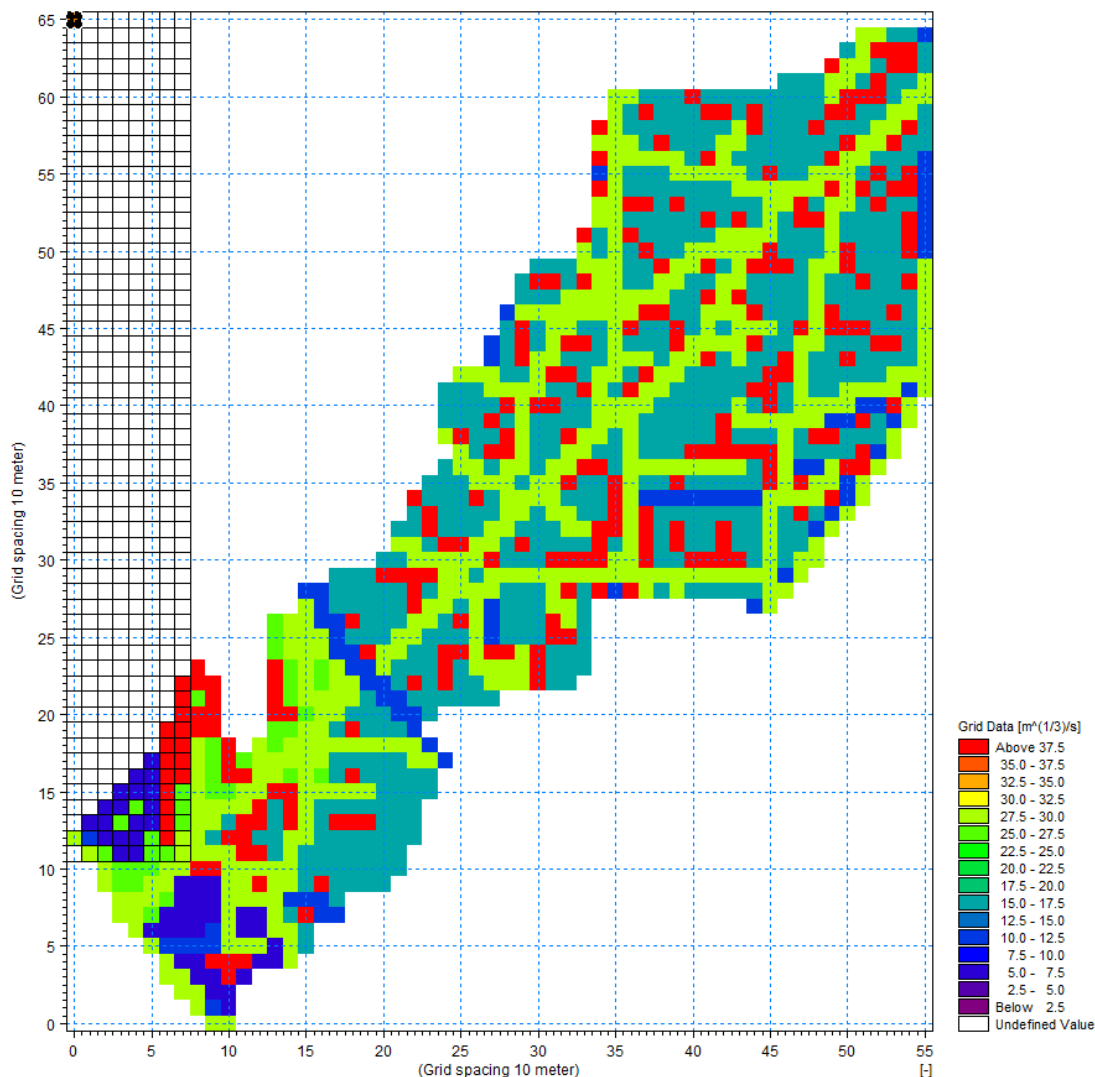 65
60
55
50
45
40
35
30
25
20
15
10
5
0
(Grid spacing 10 meter)
0 5 10 15 20 25 30 35 40 45 50 55
(Grid spacing 10 meter) [-]
Grid Data [m^(1/3)/s]
Above 37.5
35.0 - 37.5
32.5 - 35.0
30.0 - 32.5
27.5 - 30.0
25.0 - 27.5
22.5 - 25.0
20.0 - 22.5
17.5 - 20.0
15.0 - 17.5
12.5 - 15.0
10.0 - 12.5
7.5 - 10.0
5.0 - 7.5
2.5 - 5.0
Below 2.5
Undefined Value